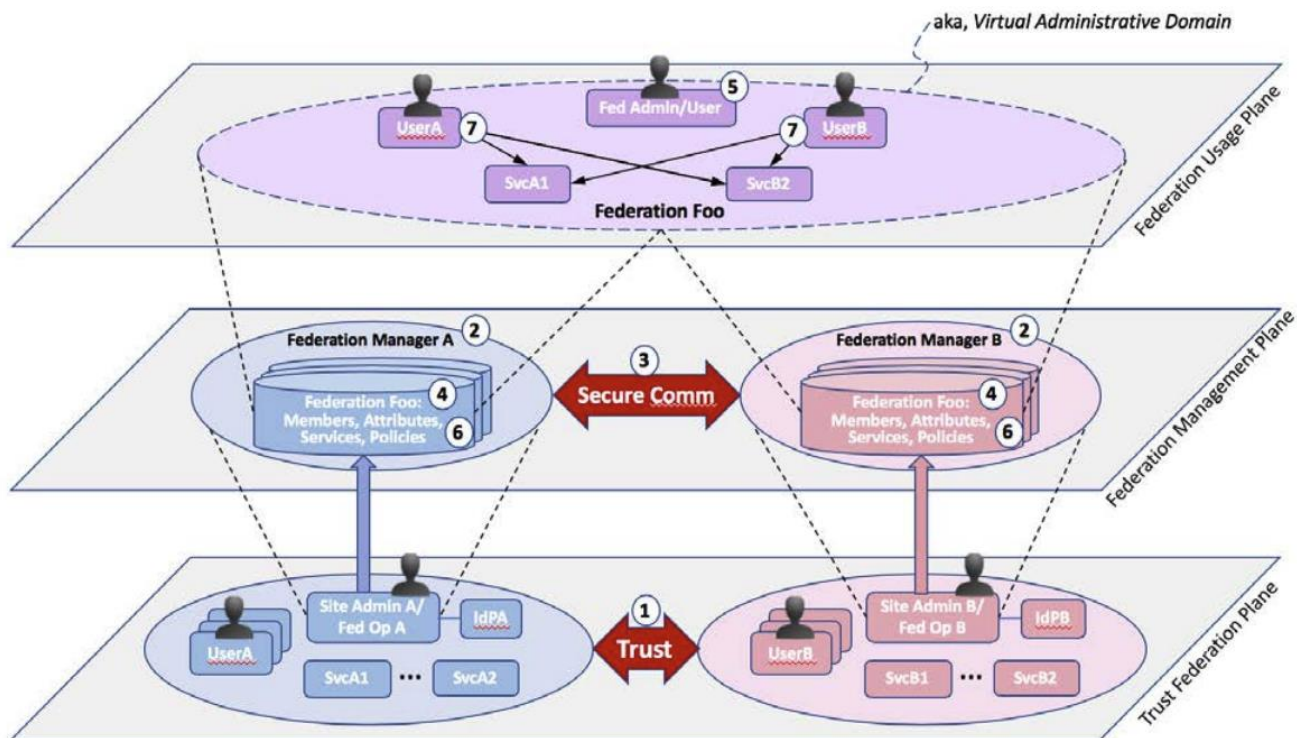 aka, Virtual Administrative Domain
Fed Admin/User
5
UserA
7
7
UserB
SvcA1
SvcB2
Federation Foo
Federation Usage Plane
Federation Manager A
2
Federation Manager B
2
3
Secure Comm
Federation Foo:
Members, Attributes,
Services, Policies
4
6
Federation Foo:
Members, Attributes,
Services, Policies
4
6
Federation Management Plane
Site Admin A/
Fed Op A
IdPA
UserA
SvcA1
...
SvcA2
1
Trust
Site Admin B/
Fed Op B
IdPB
UserB
SvcB1
...
SvcB2
Trust Federation Plane